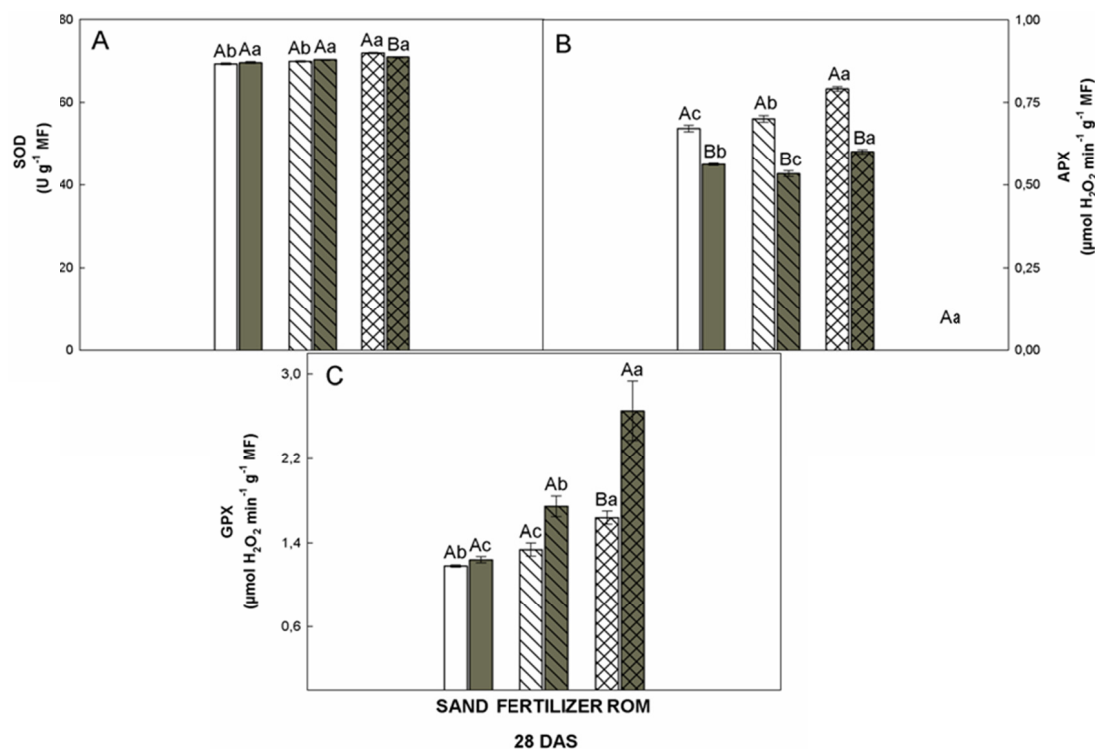 A
SOD
(U g⁻¹ MF)
80
60
40
20
0
Ab Aa Ab Aa Aa Ba
B
Ac Bb Ab Bc Aa Ba
Aa
1,00
0,75
0,50
0,25
0,00
APX
(µmol H₂O₂ min⁻¹ g⁻¹ MF)
C
GPX
(µmol H₂O₂ min⁻¹ g⁻¹ MF)
3,0
2,2
1,4
0,6
Ab Ac Ac Ab Ba Aa
SAND FERTILIZER ROM
28 DAS